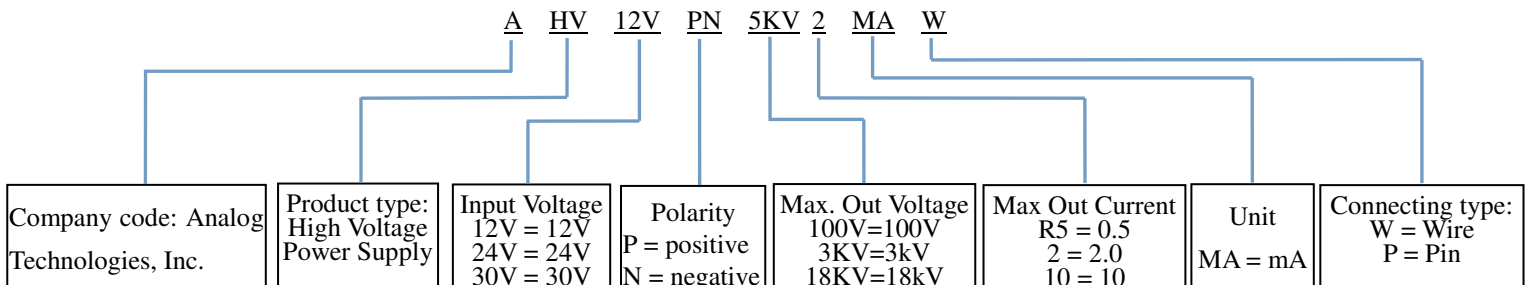 A HV 12V PN 5KV 2 MA W
Company code: Analog
Technologies, Inc.
Product type:
High Voltage
Power Supply
Input Voltage
12V = 12V
24V = 24V
30V = 30V
Polarity
P = positive
N = negative
Max. Out Voltage
100V=100V
3KV=3kV
18KV=18kV
Max Out Current
R5 = 0.5
2 = 2.0
10 = 10
Unit
MA = mA
Connecting type:
W = Wire
P = Pin